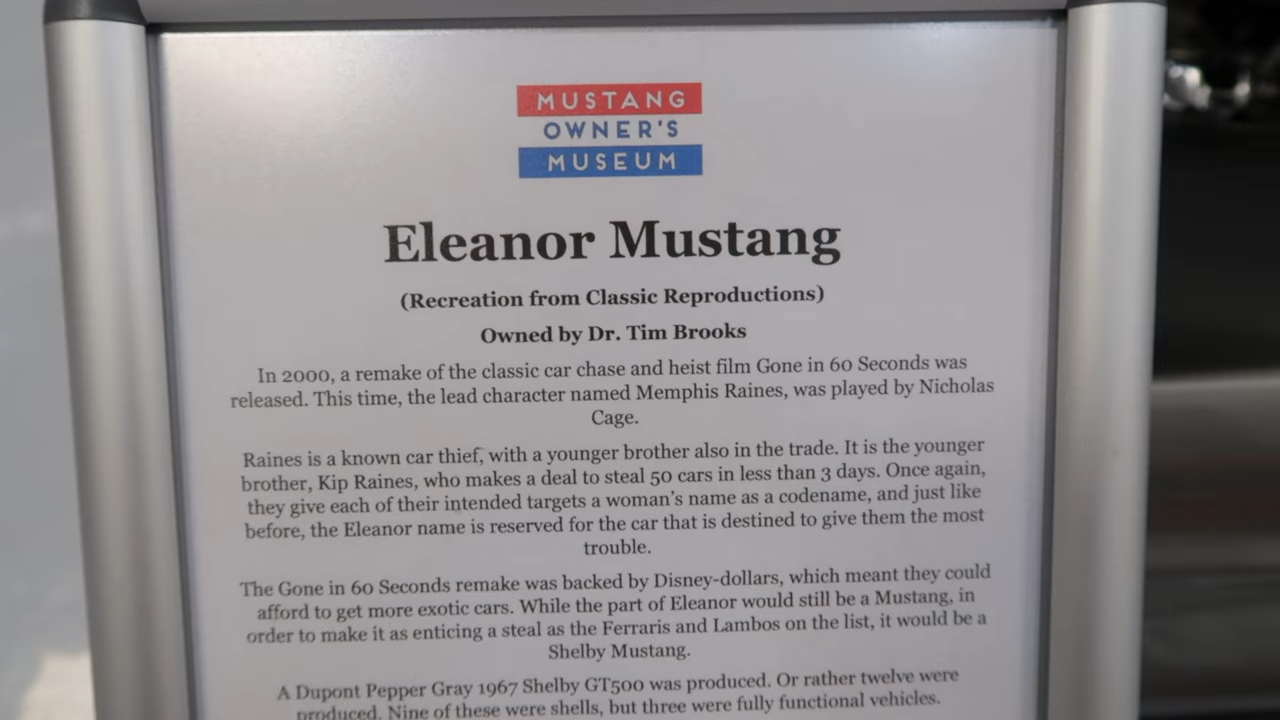 MUSTANG
OWNER'S
MUSEUM
Eleanor Mustang
(Recreation from Classic Reproductions)
Owned by Dr. Tim Brooks
In 2000, a remake of the classic car chase and heist film Gone in 60 Seconds was
released. This time, the lead character named Memphis Raines, was played by Nicholas
Cage.
Raines is a known car thief, with a younger brother also in the trade. It is the younger
brother, Kip Raines, who makes a deal to steal 50 cars in less than 3 days. Once again,
they give each of their intended targets a woman's name as a codename, and just like
before, the Eleanor name is reserved for the car that is destined to give them the most
trouble.
The Gone in 60 Seconds remake was backed by Disney-dollars, which meant they could
afford to get more exotic cars. While the part of Eleanor would still be a Mustang, in
order to make it as enticing a steal as the Ferraris and Lambos on the list, it would be a
Shelby Mustang.
A Dupont Pepper Gray 1967 Shelby GT500 was produced. Or rather twelve were
produced. Nine of these were shells, but three were fully functional vehicles.